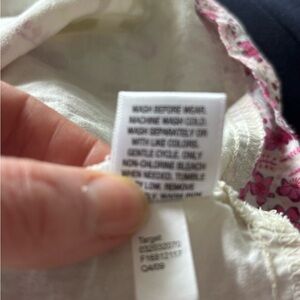 WASH BEFORE WEAR.
MACHINE WASH COLD.
WASH SEPARATELY OR
WITH LIKE COLORS.
GENTLE CYCLE. ONLY
NON-CHLORINE BLEACH
WHEN NEEDED. TUMBLE
LOW. REMOVE
Target